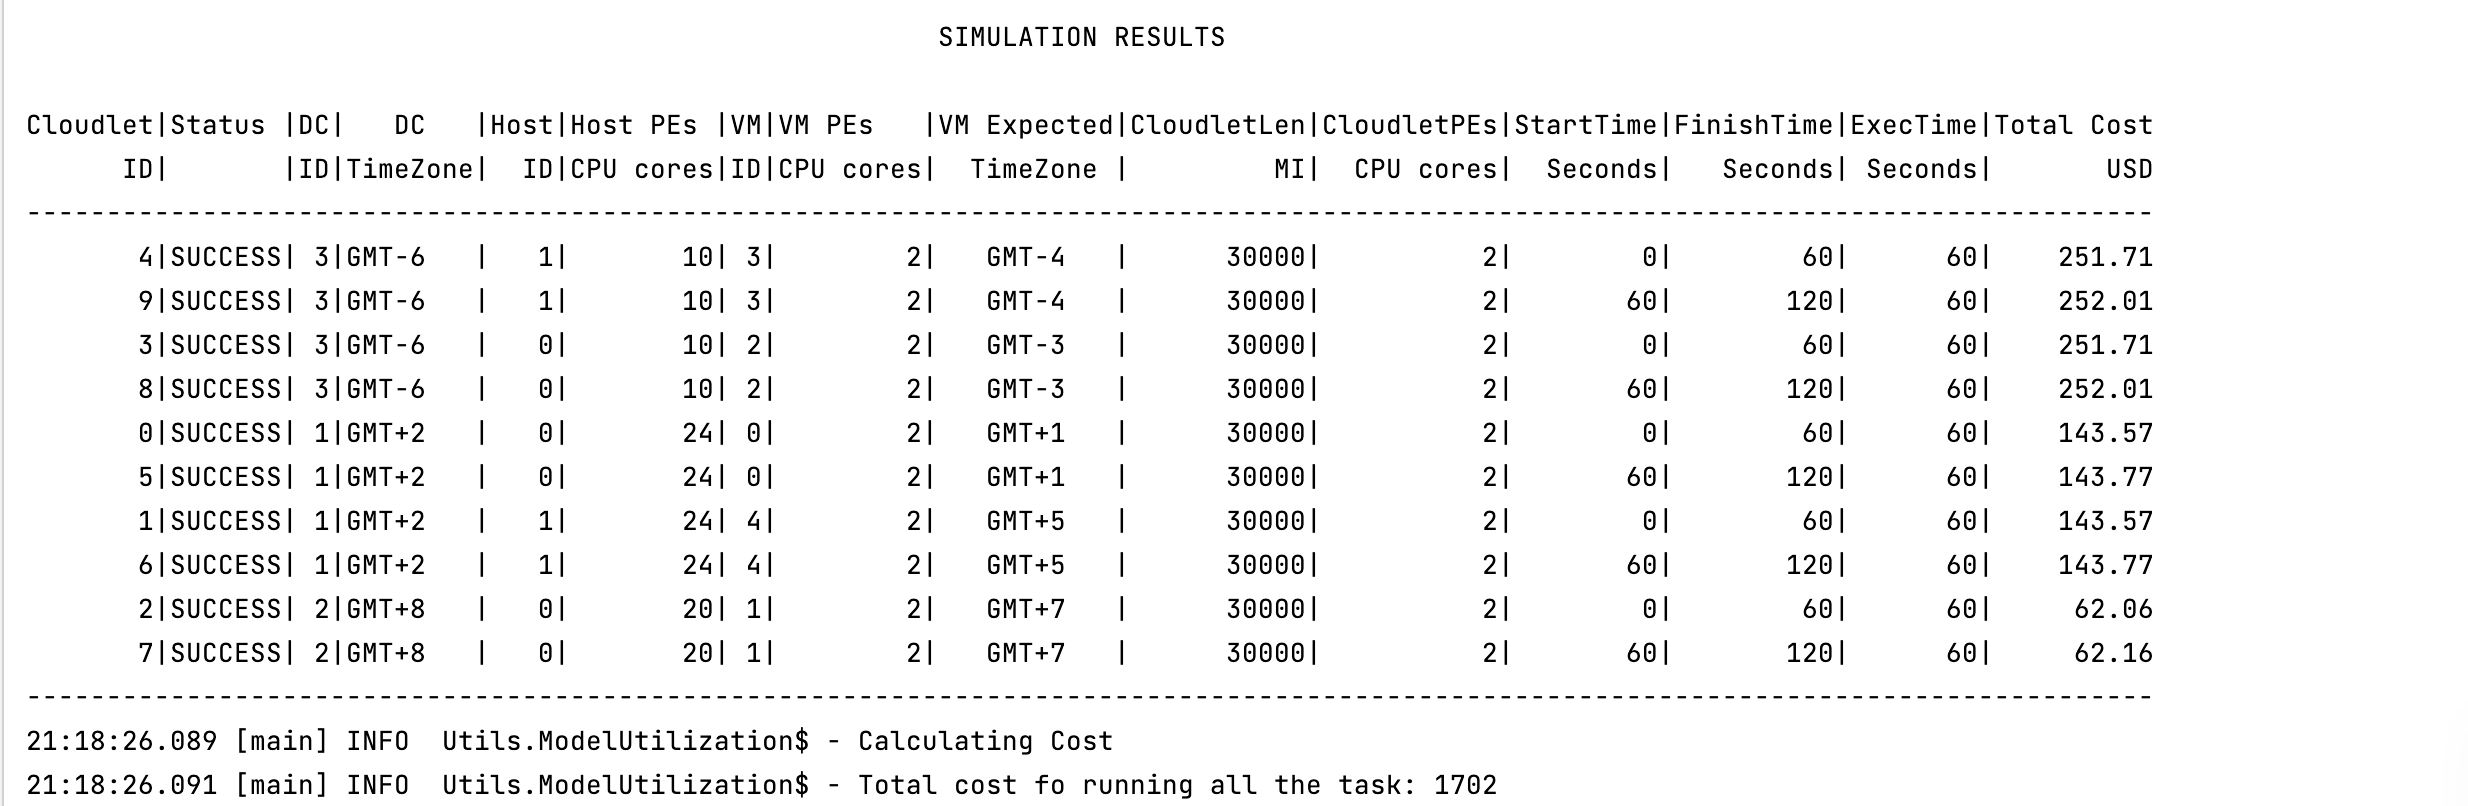 SIMULATION RESULTS
Cloudlet|Status |DC|   DC   |Host|Host PEs |VM|VM PEs   |VM Expected|CloudletLen|CloudletPEs|StartTime|FinishTime|ExecTime|Total Cost
      ID|       |ID|TimeZone|  ID|CPU cores|ID|CPU cores|  TimeZone |         MI|  CPU cores|  Seconds|   Seconds| Seconds|       USD
-------------------------------------------------------------------------------------------------------------------------------------
       4|SUCCESS| 3|GMT-6   |   1|       10| 3|        2|   GMT-4   |      30000|          2|        0|        60|      60|    251.71
       9|SUCCESS| 3|GMT-6   |   1|       10| 3|        2|   GMT-4   |      30000|          2|       60|       120|      60|    252.01
       3|SUCCESS| 3|GMT-6   |   0|       10| 2|        2|   GMT-3   |      30000|          2|        0|        60|      60|    251.71
       8|SUCCESS| 3|GMT-6   |   0|       10| 2|        2|   GMT-3   |      30000|          2|       60|       120|      60|    252.01
       0|SUCCESS| 1|GMT+2   |   0|       24| 0|        2|   GMT+1   |      30000|          2|        0|        60|      60|    143.57
       5|SUCCESS| 1|GMT+2   |   0|       24| 0|        2|   GMT+1   |      30000|          2|       60|       120|      60|    143.77
       1|SUCCESS| 1|GMT+2   |   1|       24| 4|        2|   GMT+5   |      30000|          2|        0|        60|      60|    143.57
       6|SUCCESS| 1|GMT+2   |   1|       24| 4|        2|   GMT+5   |      30000|          2|       60|       120|      60|    143.77
       2|SUCCESS| 2|GMT+8   |   0|       20| 1|        2|   GMT+7   |      30000|          2|        0|        60|      60|     62.06
       7|SUCCESS| 2|GMT+8   |   0|       20| 1|        2|   GMT+7   |      30000|          2|       60|       120|      60|     62.16
-------------------------------------------------------------------------------------------------------------------------------------
21:18:26.089 [main] INFO  Utils.ModelUtilization$ - Calculating Cost
21:18:26.091 [main] INFO  Utils.ModelUtilization$ - Total cost fo running all the task: 1702